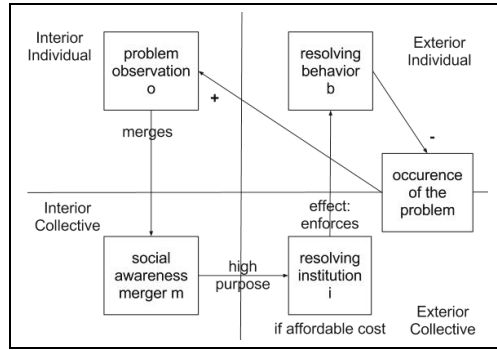 Interior
Individual
problem
observation
o
resolving
behavior
b
Exterior
Individual
+
merges
-
occurence
of the
problem
Interior
Collective
effect:
enforces
social
awareness
merger m
high
purpose
resolving
institution
i
if affordable cost
Exterior
Collective